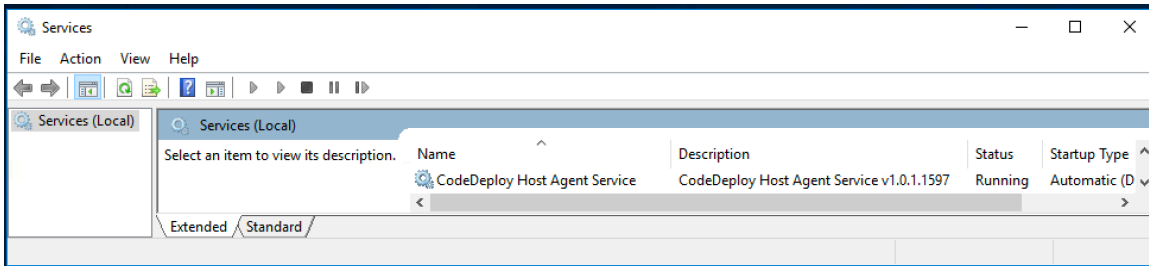 Services
File Action View Help
Services (Local)
Services (Local)
Select an item to view its description.
Name Description Status Startup Type
CodeDeploy Host Agent Service CodeDeploy Host Agent Service v1.0.1.1597 Running Automatic (D
Extended Standard